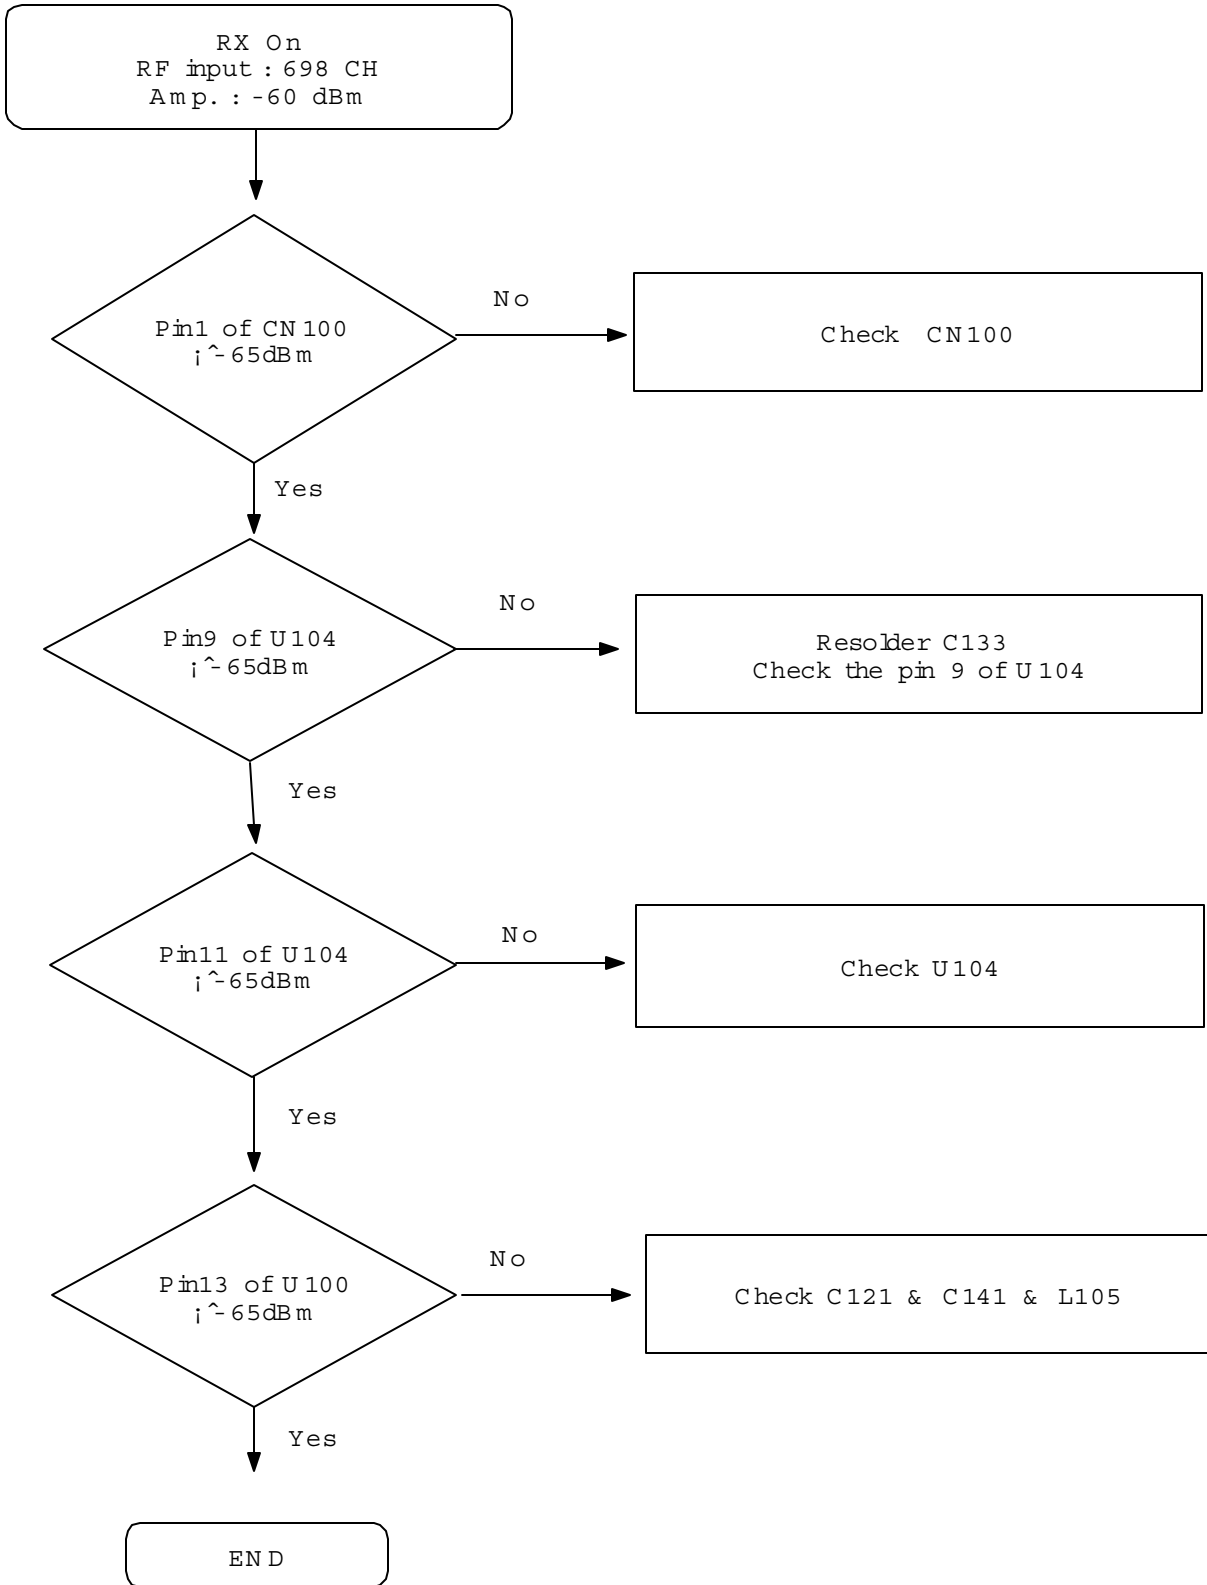 RX On
RF input : 698 CH
Amp. : -60 dBm
Pin1 of CN100
¡^-65dBm
No
Check CN100
Yes
Pin9 of U104
¡^-65dBm
No
Resolder C133
Check the pin 9 of U104
Yes
Pin11 of U104
¡^-65dBm
No
Check U104
Yes
Pin13 of U100
¡^-65dBm
No
Check C121 & C141 & L105
Yes
END